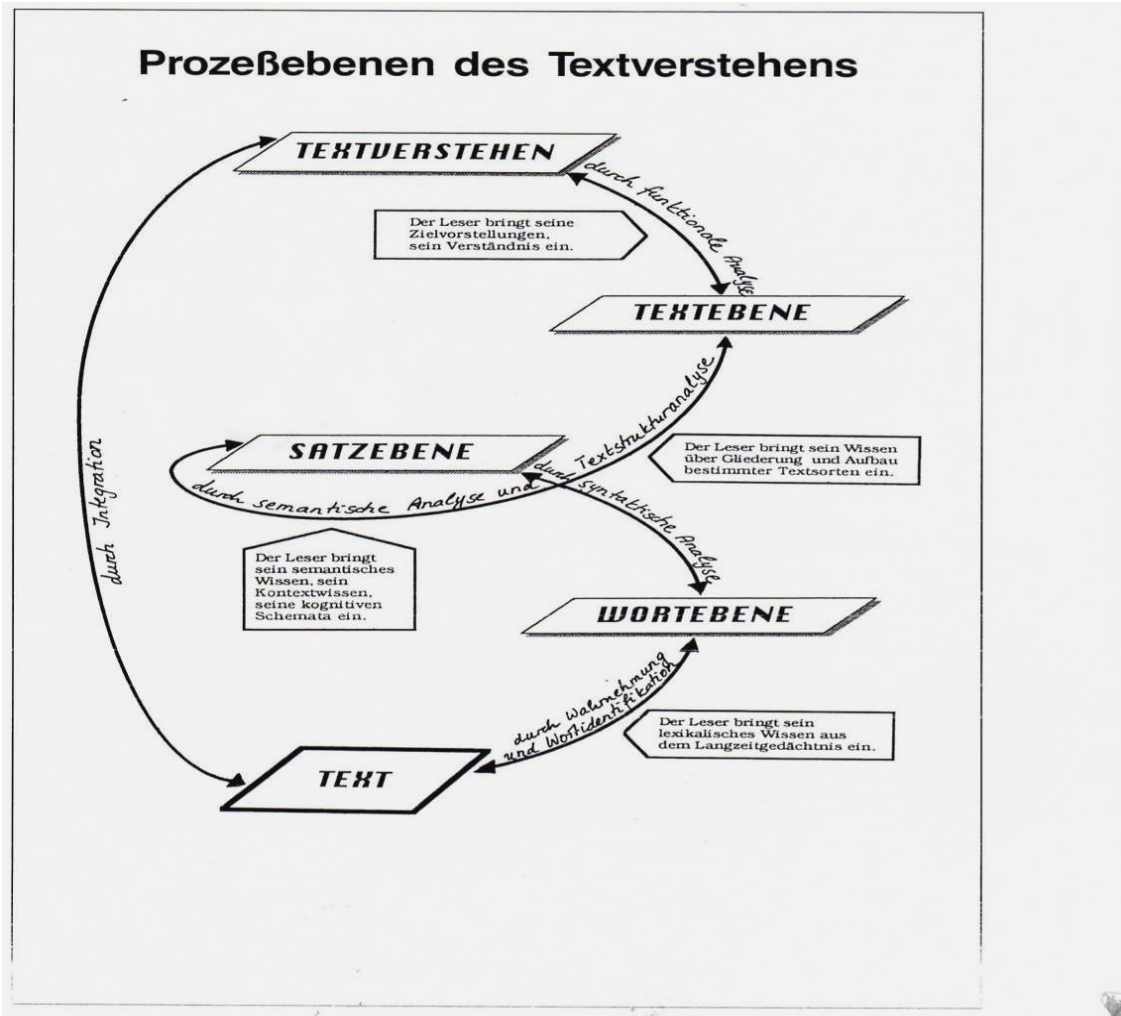 Prozeßebenen des Textverstehens
TEXTVERSTEHEN
durch funktionale Analyse
Der Leser bringt seine
Zielvorstellungen,
sein Verständnis ein.
TEXTEBENE
durch semantische Analyse und Textstrukturanalyse
SATZEBENE
Der Leser bringt sein Wissen
über Gliederung und Aufbau
bestimmter Textsorten ein.
durch syntaktische Analyse
durch Integration
Der Leser bringt
sein semantisches
Wissen, sein
Kontextwissen,
seine kognitiven
Schemata ein.
WORTEBENE
durch Wahrnehmung
und Wortidentifikation
Der Leser bringt sein
lexikalisches Wissen aus
dem Langzeitgedächtnis ein.
TEXT